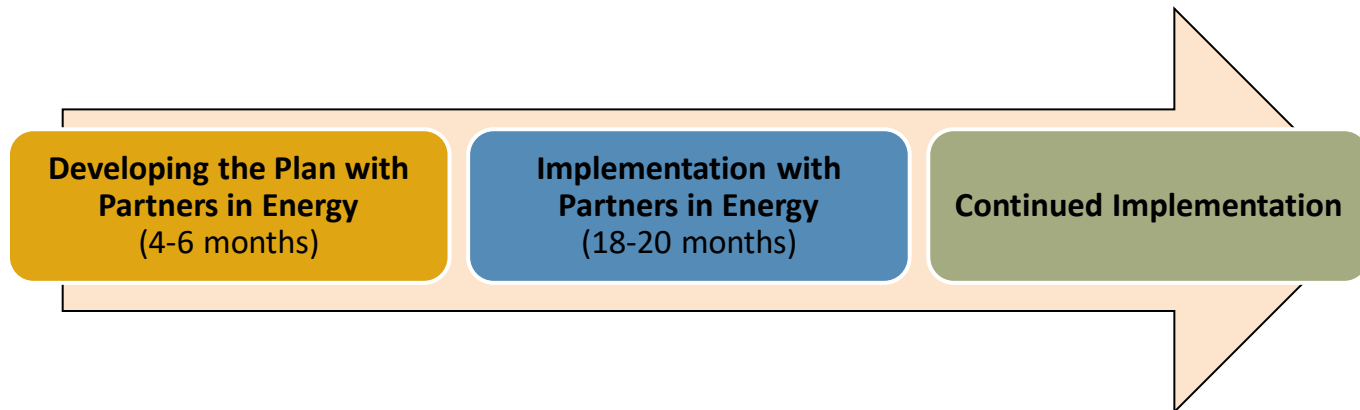 Developing the Plan with
Partners in Energy
(4-6 months)
Implementation with
Partners in Energy
(18-20 months)
Continued Implementation